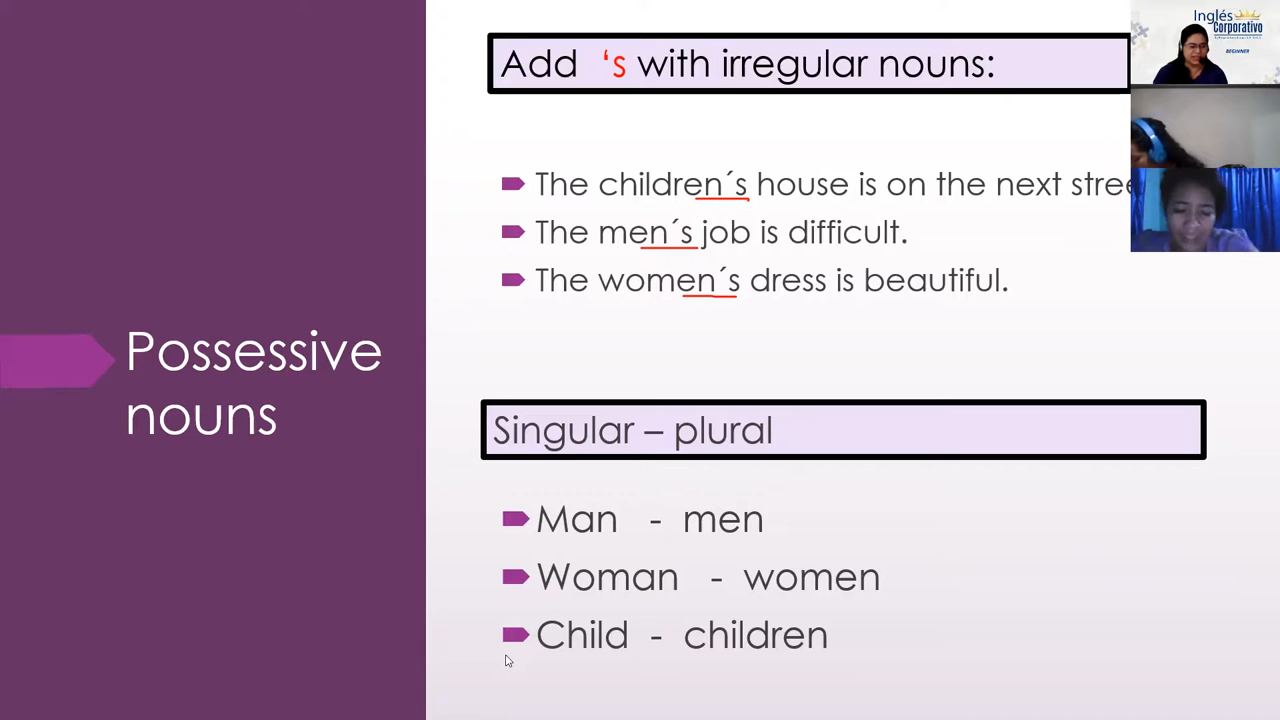 Inglés
Corporativo
BEGINNER
Add ‘s with irregular nouns:
The children´s house is on the next stree
The men´s job is difficult.
The women´s dress is beautiful.
Possessive
nouns
Singular – plural
Man - men
Woman - women
Child - children